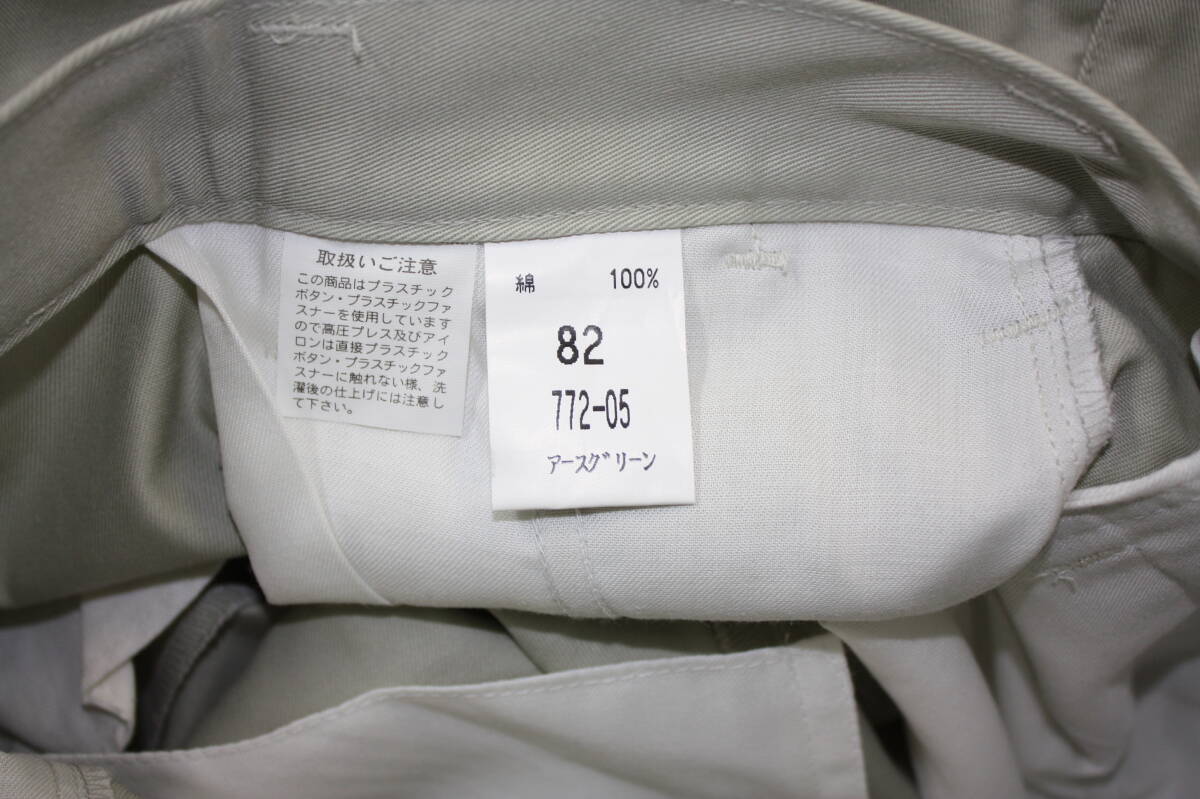 取扱いご注意
この商品はプラスチック
ボタン・プラスチックファ
スナーを使用しています
ので高圧プレス及びアイ
ロンは直接プラスチック
ボタン・プラスチックファ
スナーに触れない様、洗
濯後の仕上げには注意し
て下さい。
綿 100%
82
772-05
アースグリーン